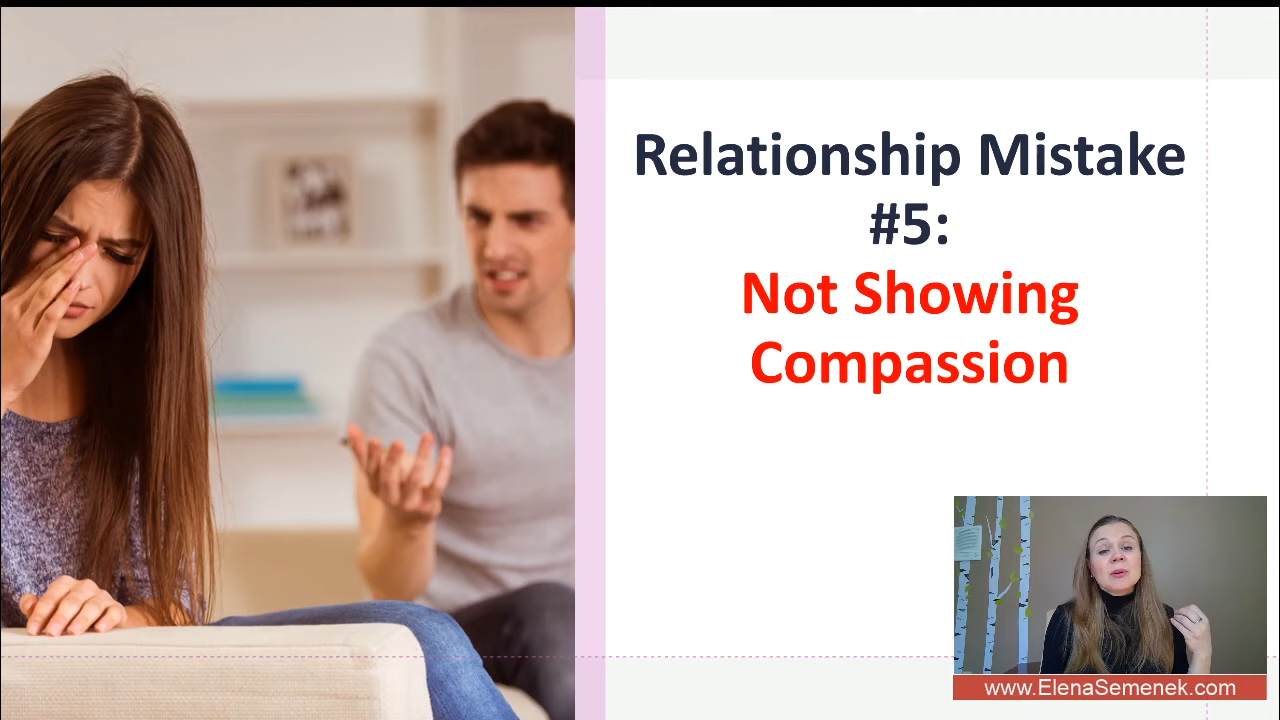 Relationship Mistake
#5:
Not Showing
Compassion
www.ElenaSemenek.com